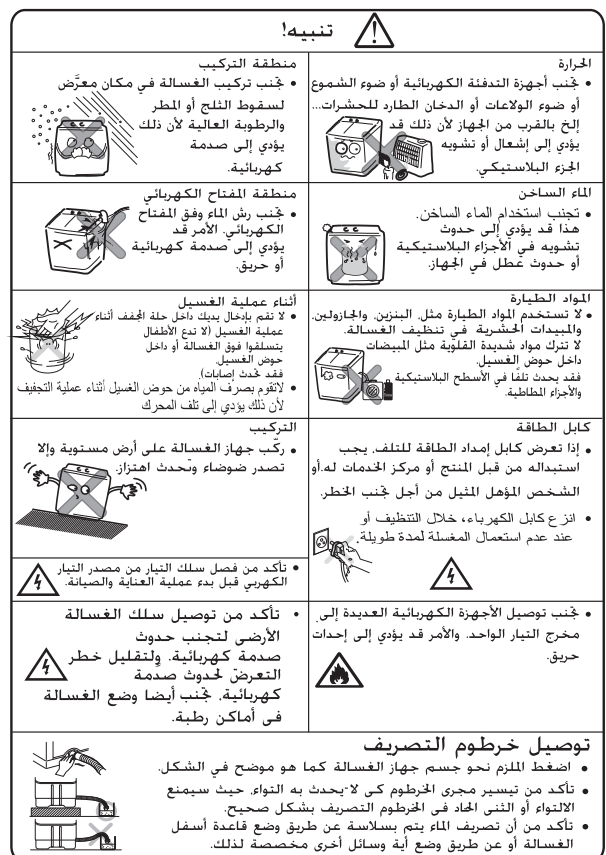 تنبيه!
الحرارة
• تجنب أجهزة التدفئة الكهربائية أو ضوء الشموع
أو ضوء الولاعات أو الدخان الطارد للحشرات...
إلخ بالقرب من الجهاز لأن ذلك قد
يؤدي إلى إشعال أو تشويه
الجزء البلاستيكي.
منطقة التركيب
• تجنب تركيب الغسالة في مكان معرَّض
لسقوط الثلج أو المطر
والرطوبة العالية لأن ذلك
يؤدي إلى صدمة
كهربائية.
الماء الساخن
• تجنب استخدام الماء الساخن.
هذا قد يؤدي إلى حدوث
تشويه في الأجزاء البلاستيكية
أو حدوث عطل في الجهاز.
منطقة المفتاح الكهربائي
• تجنب رش الماء وفق المفتاح
الكهربائي. الأمر قد
يؤدي إلى صدمة كهربائية
أو حريق.
المواد الطيارة
• لا تستخدم المواد الطيارة مثل. البنزين. والجازولين.
والمبيدات الحشرية في تنظيف الغسالة.
لا تترك مواد شديدة القلوية مثل المبيضات
داخل حوض الغسيل.
فقد يحدث تلفًا في الأسطح البلاستيكية
والأجزاء المطاطية.
أثناء عملية الغسيل
• لا تقم بإدخال يديك داخل حلة المجفف أثناء
عملية الغسيل (لا تدع الأطفال
يتسلقوا فوق الغسالة أو داخل
حوض الغسيل.
فقد تحدث إصابات).
• لاتقوم بصرف المياه من حوض الغسيل أثناء عملية التجفيف
لأن ذلك يؤدي إلى تلف المحرك
كابل الطاقة
• إذا تعرض كابل إمداد الطاقة للتلف. يجب
استبداله من قبل المنتج أو مركز الخدمات له.أو
الشخص المؤهل المثيل من أجل تجنب الخطر.
• انزع كابل الكهرباء، خلال التنظيف أو
عند عدم استعمال المغسلة لمدة طويلة.
التركيب
• ركّب جهاز الغسالة على أرض مستوية وإلا
تصدر ضوضاء وتحدث اهتزاز.
• تأكد من فصل سلك التيار من مصدر التيار
الكهربي قبل بدء عملية العناية والصيانة.
• تجنب توصيل الأجهزة الكهربائية العديدة إلى
مخرج التيار الواحد. والأمر قد يؤدي إلى إحداث
حريق.
• تأكد من توصيل سلك الغسالة
الأرضى لتجنب حدوث
صدمة كهربائية. ولتقليل خطر
التعرض لحدوث صدمة
كهربائية. تجنب أيضا وضع الغسالة
فى أماكن رطبة.
توصيل خرطوم التصريف
• اضغط الملزم نحو جسم جهاز الغسالة كما هو موضح في الشكل.
• تأكد من تيسير مجرى الخرطوم كى لا يحدث به التواء. حيث سيمنع
الالتواء أو الثنى الحاد فى الخرطوم التصريف بشكل صحيح.
• تأكد من أن تصريف الماء يتم بسلاسة عن طريق وضع قاعدة أسفل
الغسالة أو عن طريق وضع أية وسائل أخرى مخصصة لذلك.